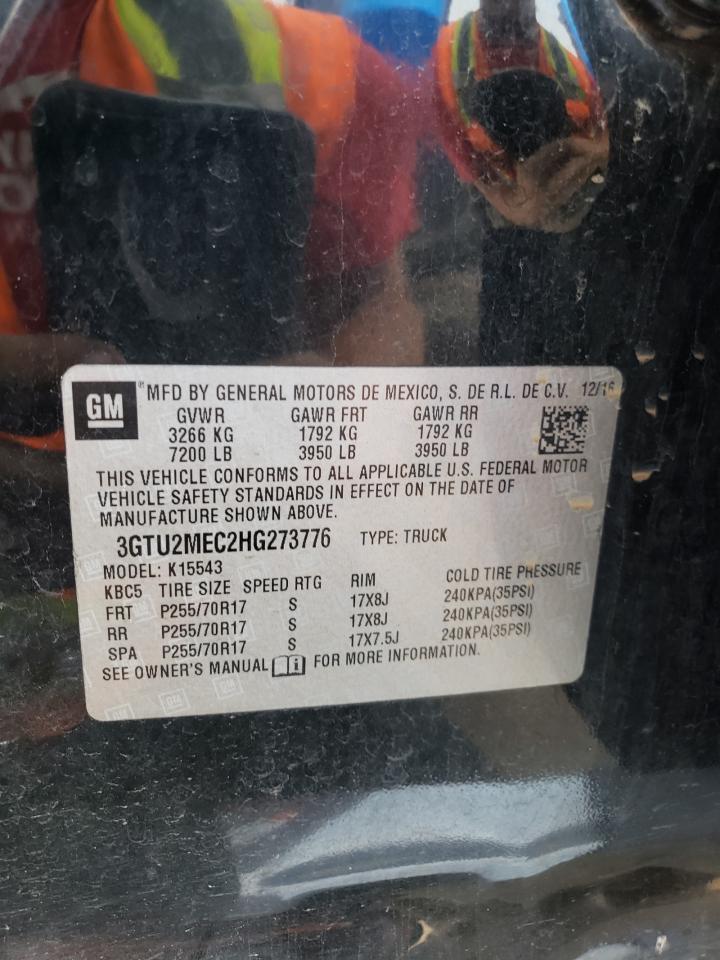 GM
® MFD BY GENERAL MOTORS DE MEXICO, S. DE R.L. DE C.V. 12/16
GVWR GAWR FRT GAWR RR
3266 KG 1792 KG 1792 KG
7200 LB 3950 LB 3950 LB
THIS VEHICLE CONFORMS TO ALL APPLICABLE U.S. FEDERAL MOTOR
VEHICLE SAFETY STANDARDS IN EFFECT ON THE DATE OF
MANUFACTURE SHOWN ABOVE.
3GTU2MEC2HG273776 TYPE: TRUCK
MODEL: K15543
KBC5 TIRE SIZE SPEED RTG RIM COLD TIRE PRESSURE
FRT P255/70R17 S 17X8J 240KPA(35PSI)
RR P255/70R17 S 17X8J 240KPA(35PSI)
SPA P255/70R17 S 17X7.5J 240KPA(35PSI)
SEE OWNER'S MANUAL FOR MORE INFORMATION.